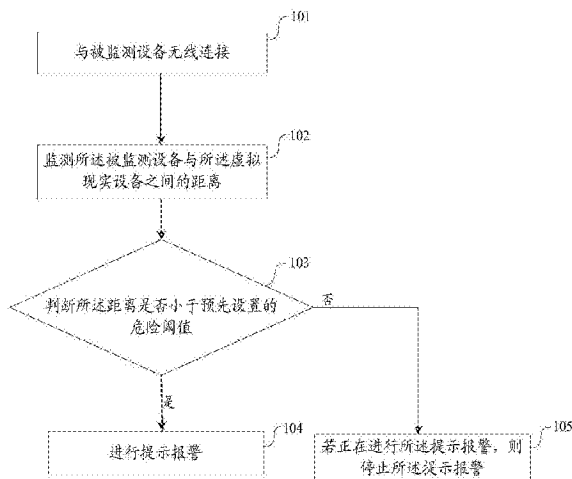 101
与被监测设备无线连接
102
监测所述被监测设备与所述虚拟
现实设备之间的距离
103
判断所述距离是否小于预先设置的
危险阈值
否
是
104
进行提示报警
105
若正在进行所述提示报警，则
停止所述提示报警